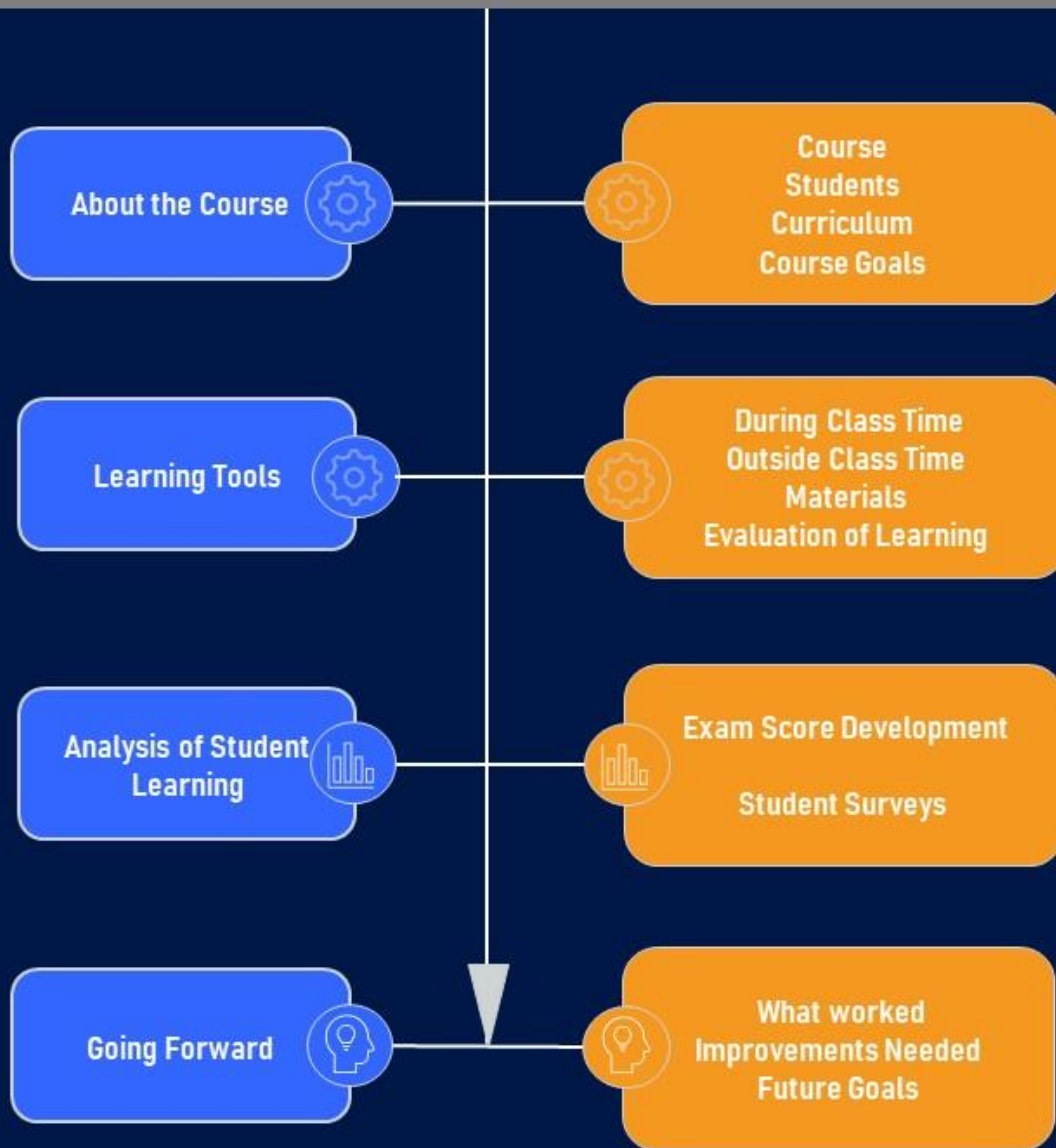 About the Course
Course
Students
Curriculum
Course Goals
Learning Tools
During Class Time
Outside Class Time
Materials
Evaluation of Learning
Analysis of Student
Learning
Exam Score Development
Student Surveys
Going Forward
What worked
Improvements Needed
Future Goals